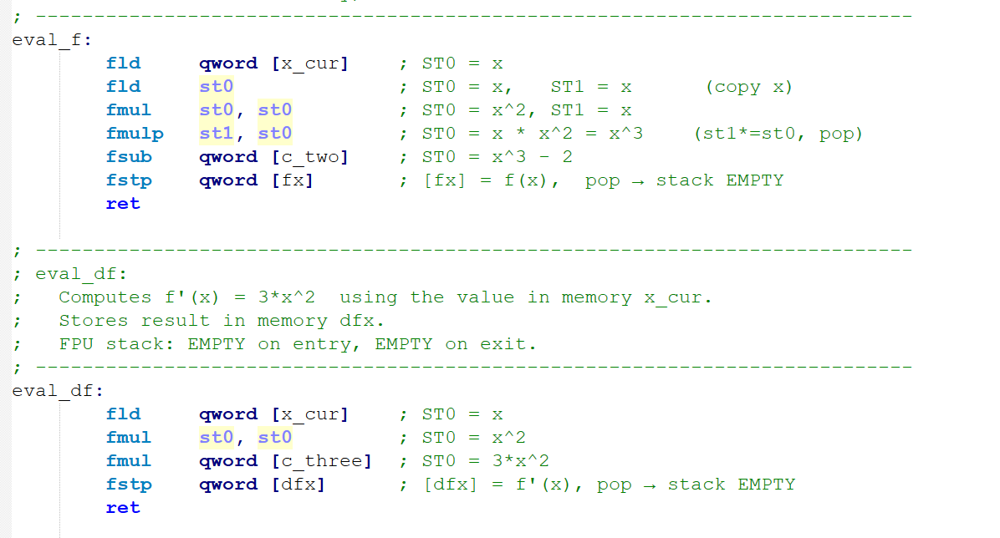 ; ---------------------------------------------------------------------------
eval_f:
fld qword [x_cur] ; ST0 = x
fld st0 ; ST0 = x, ST1 = x (copy x)
fmul st0, st0 ; ST0 = x^2, ST1 = x
fmulp st1, st0 ; ST0 = x * x^2 = x^3 (st1*=st0, pop)
fsub qword [c_two] ; ST0 = x^3 - 2
fstp qword [fx] ; [fx] = f(x), pop → stack EMPTY
ret
; ---------------------------------------------------------------------------
; eval_df:
; Computes f'(x) = 3*x^2 using the value in memory x_cur.
; Stores result in memory dfx.
; FPU stack: EMPTY on entry, EMPTY on exit.
; ---------------------------------------------------------------------------
eval_df:
fld qword [x_cur] ; ST0 = x
fmul st0, st0 ; ST0 = x^2
fmul qword [c_three] ; ST0 = 3*x^2
fstp qword [dfx] ; [dfx] = f'(x), pop → stack EMPTY
ret